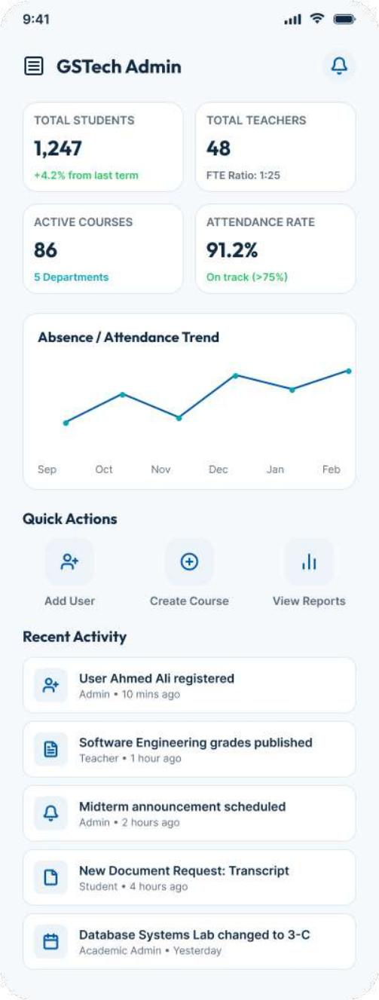 9:41
GSTech Admin
TOTAL STUDENTS
1,247
+4.2% from last term
TOTAL TEACHERS
48
FTE Ratio: 1:25
ACTIVE COURSES
86
5 Departments
ATTENDANCE RATE
91.2%
On track (>75%)
Absence / Attendance Trend
Sep Oct Nov Dec Jan Feb
Quick Actions
Add User Create Course View Reports
Recent Activity
User Ahmed Ali registered
Admin • 10 mins ago
Software Engineering grades published
Teacher • 1 hour ago
Midterm announcement scheduled
Admin • 2 hours ago
New Document Request: Transcript
Student • 4 hours ago
Database Systems Lab changed to 3-C
Academic Admin • Yesterday